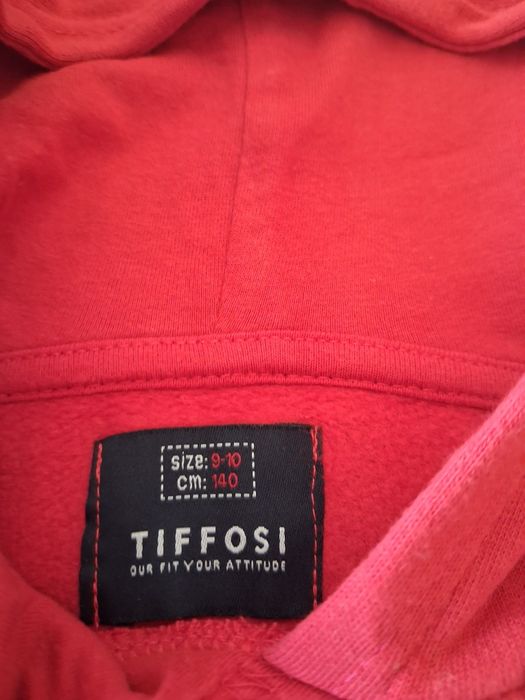 size: 9-10
cm: 140
TIFFOSI
OUR FIT YOUR ATTITUDE